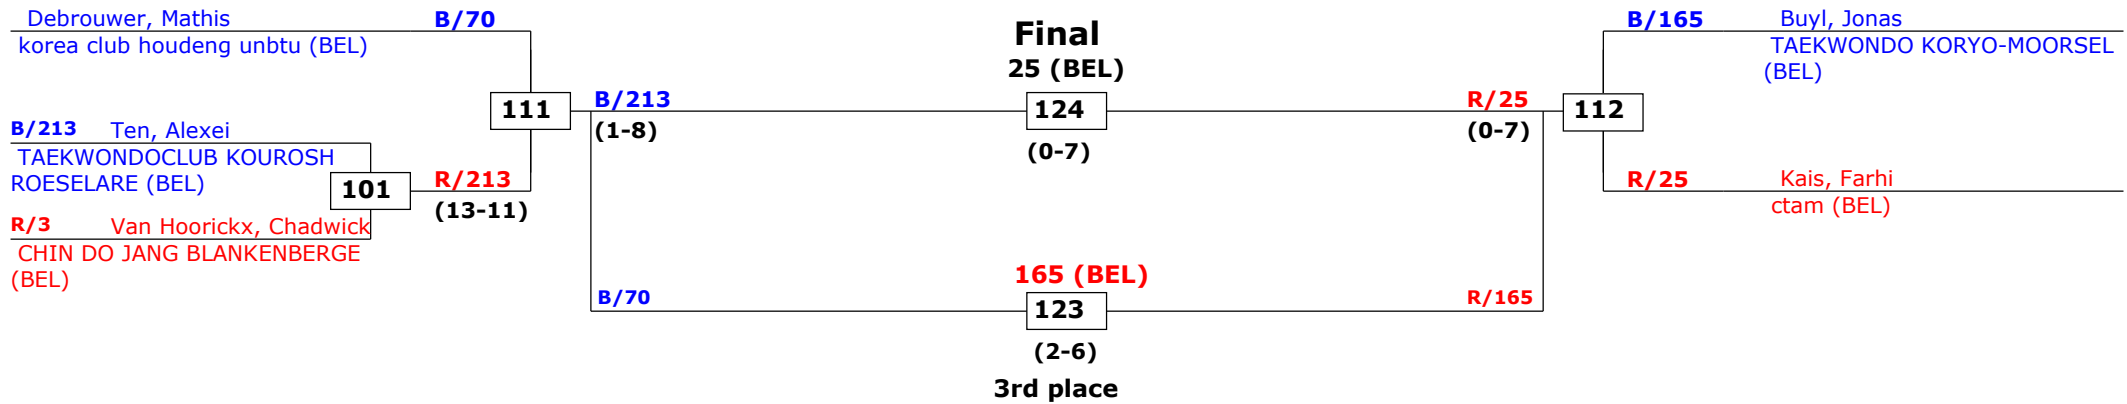 Debrouwer, Mathis
B/70
korea club houdeng unbtu (BEL)
B/213 Ten, Alexei
TAEKWONDOCLUB KOUROSH
ROESELARE (BEL)
R/3 Van Hoorickx, Chadwick
CHIN DO JANG BLANKENBERGE
(BEL)
101
R/213
(13-11)
111
B/213
(1-8)
B/70
Final
25 (BEL)
124
(0-7)
165 (BEL)
123
(2-6)
3rd place
R/25
(0-7)
R/165
112
B/165 Buyl, Jonas
TAEKWONDO KORYO-MOORSEL
(BEL)
R/25 Kais, Farhi
ctam (BEL)